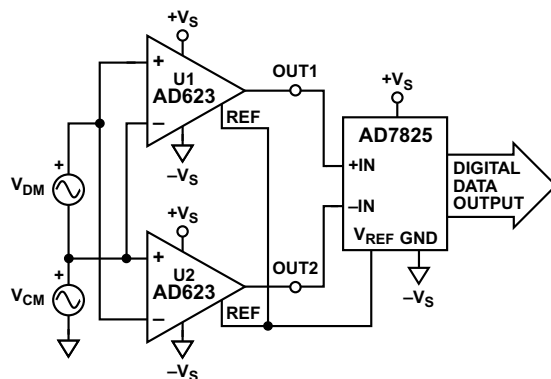 +VS
+
U1
AD623
OUT1
REF
−
−VS
+VS
AD7825
+IN
−IN
VREF GND
−VS
DIGITAL
DATA
OUTPUT
+
VDM
+VS
+
U2
AD623
OUT2
REF
−
−VS
+
VCM